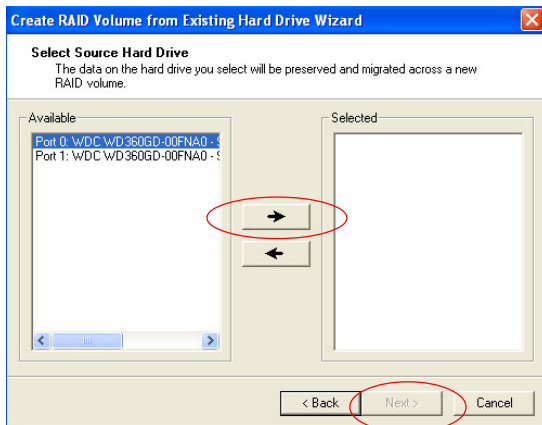 Create RAID Volume from Existing Hard Drive Wizard
Select Source Hard Drive
The data on the hard drive you select will be preserved and migrated across a new
RAID volume.
Available
Selected
Port 0: WDC WD360GD-00FNA0 - S
Port 1: WDC WD360GD-00FNA0 - S
< Back
Next >
Cancel